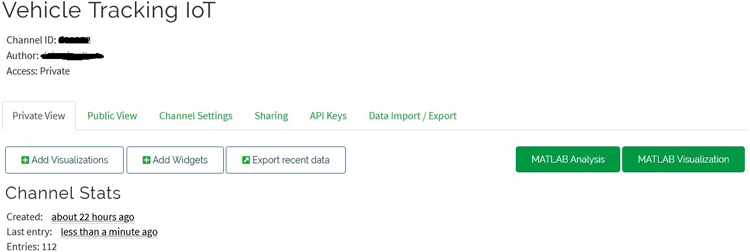 Vehicle Tracking IoT
Channel ID:
Author:
Access: Private
Private View Public View Channel Settings Sharing API Keys Data Import / Export
Add Visualizations Add Widgets Export recent data MATLAB Analysis MATLAB Visualization
Channel Stats
Created: about 22 hours ago
Last entry: less than a minute ago
Entries: 112